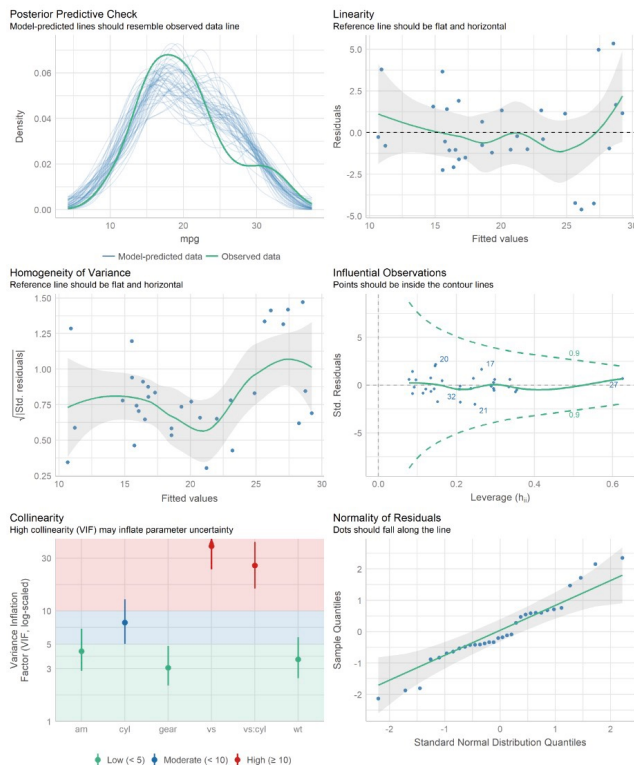 Posterior Predictive Check
Model-predicted lines should resemble observed data line
Density
0.06
0.04
0.02
0.00
10
20
30
mpg
Model-predicted data
Observed data
Linearity
Reference line should be flat and horizontal
Residuals
5.0
2.5
0.0
-2.5
-5.0
10
15
20
25
Fitted values
Homogeneity of Variance
Reference line should be flat and horizontal
√|Std. residuals|
1.50
1.25
1.00
0.75
0.50
0.25
10
15
20
25
29
Fitted values
Influential Observations
Points should be inside the contour lines
Std. Residuals
5
0
-5
0.9
20
17
27
32
21
0.9
0.0
0.2
0.4
0.6
Leverage (hii)
Collinearity
High collinearity (VIF) may inflate parameter uncertainty
Variance Inflation
Factor (VIF, log-scaled)
30
10
5
3
1
am
cyl
gear
vs
vs:cyl
wt
Low (< 5)
Moderate (< 10)
High (≥ 10)
Normality of Residuals
Dots should fall along the line
Sample Quantiles
2
1
0
-1
-2
-2
-1
0
1
2
Standard Normal Distribution Quantiles